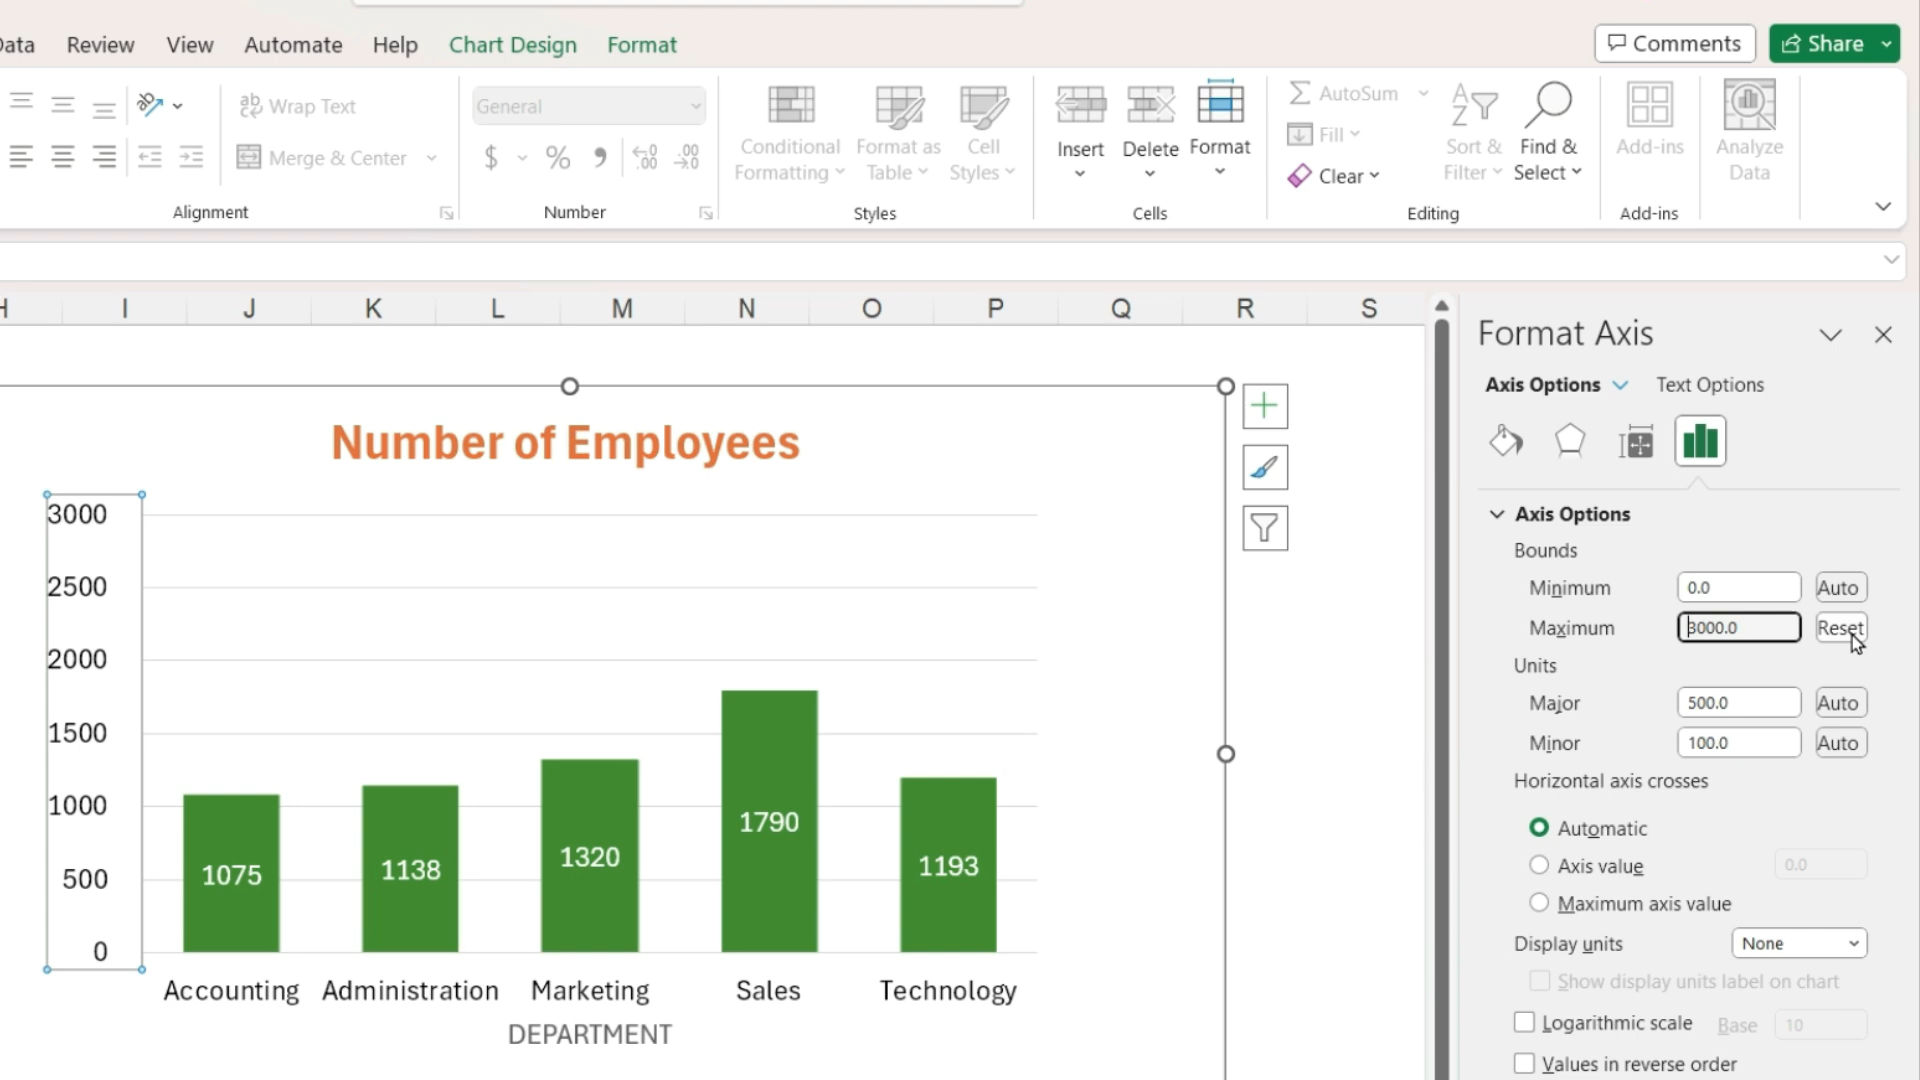 Data Review View Automate Help Chart Design Format Comments Share
ab Wrap Text General Σ AutoSum
Fill
Merge & Center $ % Clear
Conditional Formatting Format as Table Cell Styles Insert Delete Format Sort & Filter Find & Select Add-ins Analyze Data
Alignment Number Styles Cells Editing Add-ins
H I J K L M N O P Q R S
Number of Employees
3000
2500
2000
1500
1000
500
0
1075 1138 1320 1790 1193
Accounting Administration Marketing Sales Technology
DEPARTMENT
Format Axis
Axis Options Text Options
Axis Options
Bounds
Minimum 0.0 Auto
Maximum 3000.0 Reset
Units
Major 500.0 Auto
Minor 100.0 Auto
Horizontal axis crosses
Automatic
Axis value 0.0
Maximum axis value
Display units None
Show display units label on chart
Logarithmic scale Base 10
Values in reverse order